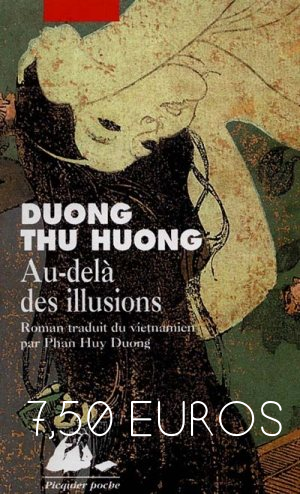 DUONG
THU HUONG
Au-delà
des illusions
Roman traduit du vietnamien
par Phan Huy Duong
7,50 EUROS
Picquier poche